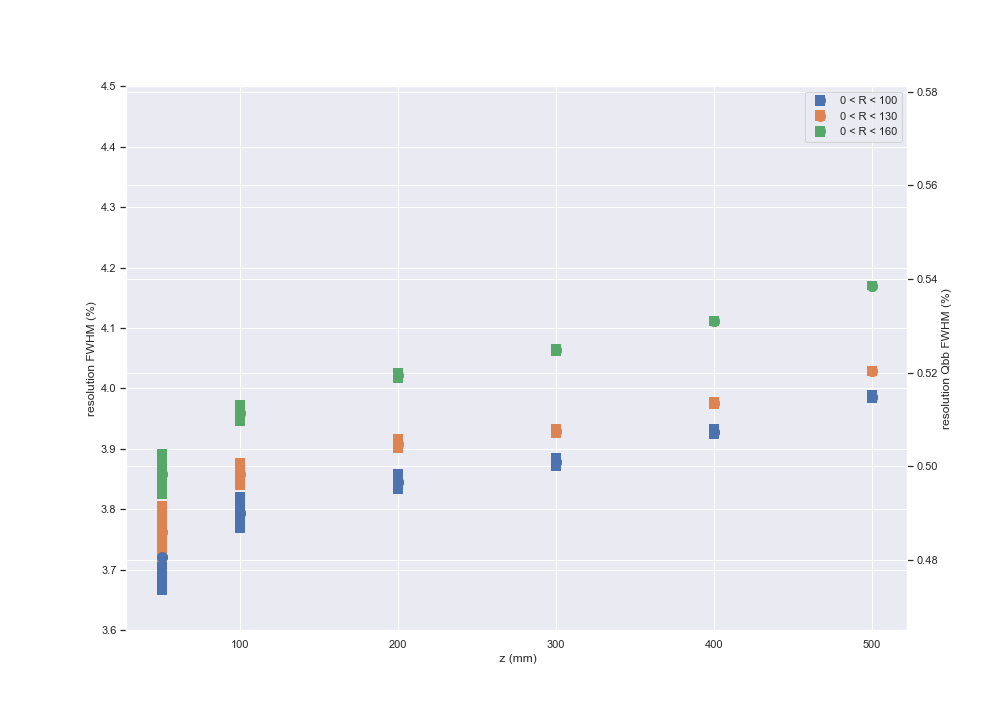 0 < R < 100
0 < R < 130
0 < R < 160
4.5
4.4
4.3
4.2
4.1
4.0
3.9
3.8
3.7
3.6
resolution FWHM (%)
0.58
0.56
0.54
0.52
0.50
0.48
resolution Qbb FWHM (%)
100 200 300 400 500
z (mm)